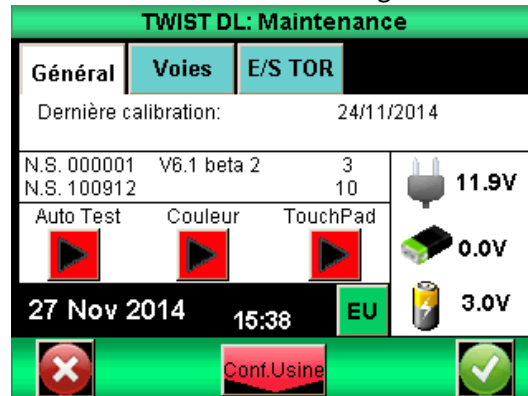 TWIST DL: Maintenance
Général Voies E/S TOR
Dernière calibration: 24/11/2014
N.S. 000001 V6.1 beta 2 3
N.S. 100912 10
11.9V
Auto Test Couleur TouchPad
0.0V
27 Nov 2014 15:38 EU
3.0V
Conf.Usine